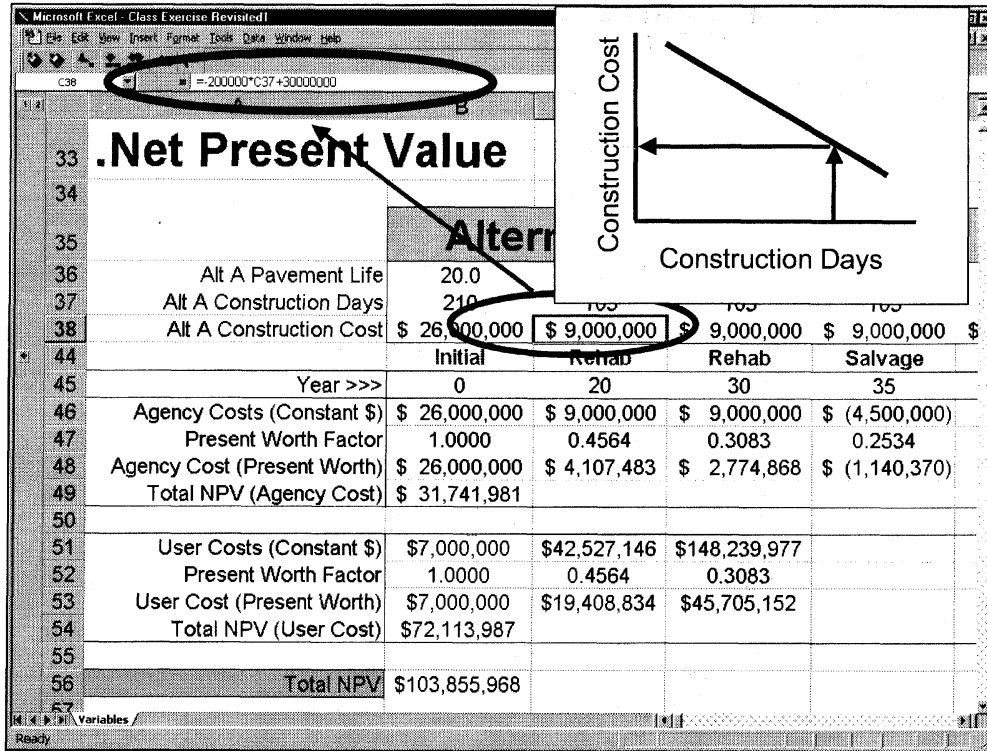 Microsoft Excel - Class Exercise Revisited1
File Edit View Insert Format Tools Data Window Help
C38 = =-200000*C37+30000000
1 2
A B
33 .Net Present Value
34
35 Altern
36 Alt A Pavement Life 20.0
37 Alt A Construction Days 210 105 105 105
38 Alt A Construction Cost $ 26,000,000 $ 9,000,000 $ 9,000,000 $ 9,000,000 $
44 Initial Rehab Rehab Salvage
45 Year >>> 0 20 30 35
46 Agency Costs (Constant $) $ 26,000,000 $ 9,000,000 $ 9,000,000 $ (4,500,000)
47 Present Worth Factor 1.0000 0.4564 0.3083 0.2534
48 Agency Cost (Present Worth) $ 26,000,000 $ 4,107,483 $ 2,774,868 $ (1,140,370)
49 Total NPV (Agency Cost) $ 31,741,981
50
51 User Costs (Constant $) $7,000,000 $42,527,146 $148,239,977
52 Present Worth Factor 1.0000 0.4564 0.3083
53 User Cost (Present Worth) $7,000,000 $19,408,834 $45,705,152
54 Total NPV (User Cost) $72,113,987
55
56 Total NPV $103,855,968
57
Variables
Ready
Construction Cost
Construction Days